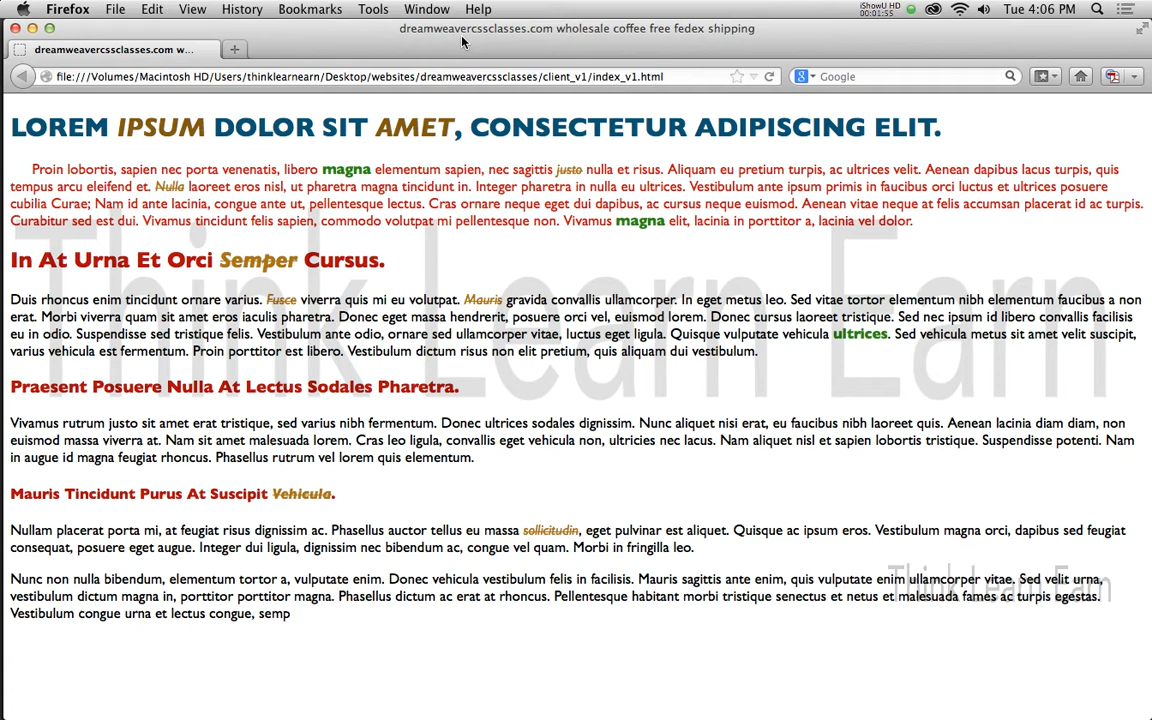 Firefox File Edit View History Bookmarks Tools Window Help iShowU HD 00:01:55 Tue 4:06 PM
dreamweavercssclasses.com wholesale coffee free fedex shipping
dreamweavercssclasses.com w... +
file:///Volumes/Macintosh HD/Users/thinklearnearn/Desktop/websites/dreamweavercssclasses/client_v1/index_v1.html Google
LOREM IPSUM DOLOR SIT AMET, CONSECTETUR ADIPISCING ELIT.
Proin lobortis, sapien nec porta venenatis, libero magna elementum sapien, nec sagittis justo nulla et risus. Aliquam eu pretium turpis, ac ultrices velit. Aenean dapibus lacus turpis, quis
tempus arcu eleifend et. Nulla laoreet eros nisl, ut pharetra magna tincidunt in. Integer pharetra in nulla eu ultrices. Vestibulum ante ipsum primis in faucibus orci luctus et ultrices posuere
cubilia Curae; Nam id ante lacinia, congue ante ut, pellentesque lectus. Cras ornare neque eget dui dapibus, ac cursus neque euismod. Aenean vitae neque at felis accumsan placerat id ac turpis.
Curabitur sed est dui. Vivamus tincidunt felis sapien, commodo volutpat mi pellentesque non. Vivamus magna elit, lacinia in porttitor a, lacinia vel dolor.
In At Urna Et Orci Semper Cursus.
Duis rhoncus enim tincidunt ornare varius. Fusce viverra quis mi eu volutpat. Mauris gravida convallis ullamcorper. In eget metus leo. Sed vitae tortor elementum nibh elementum faucibus a non
erat. Morbi viverra quam sit amet eros iaculis pharetra. Donec eget massa hendrerit, posuere orci vel, euismod lorem. Donec cursus laoreet tristique. Sed nec ipsum id libero convallis facilisis
eu in odio. Suspendisse sed tristique felis. Vestibulum ante odio, ornare sed ullamcorper vitae, luctus eget ligula. Quisque vulputate vehicula ultrices. Sed vehicula metus sit amet velit suscipit,
varius vehicula est fermentum. Proin porttitor est libero. Vestibulum dictum risus non elit pretium, quis aliquam dui vestibulum.
Think Learn Earn
Praesent Posuere Nulla At Lectus Sodales Pharetra.
Vivamus rutrum justo sit amet erat tristique, sed varius nibh fermentum. Donec ultrices sodales dignissim. Nunc aliquet nisi erat, eu faucibus nibh laoreet quis. Aenean lacinia diam diam, non
euismod massa viverra at. Nam sit amet malesuada lorem. Cras leo ligula, convallis eget vehicula non, ultricies nec lacus. Nam aliquet nisl et sapien lobortis tristique. Suspendisse potenti. Nam
in augue id magna feugiat rhoncus. Phasellus rutrum vel lorem quis elementum.
Mauris Tincidunt Purus At Suscipit Vehicula.
Nullam placerat porta mi, at feugiat risus dignissim ac. Phasellus auctor tellus eu massa sollicitudin, eget pulvinar est aliquet. Quisque ac ipsum eros. Vestibulum magna orci, dapibus sed feugiat
consequat, posuere eget augue. Integer dui ligula, dignissim nec bibendum ac, congue vel quam. Morbi in fringilla leo.
Nunc non nulla bibendum, elementum tortor a, vulputate enim. Donec vehicula vestibulum felis in facilisis. Mauris sagittis ante enim, quis vulputate enim ullamcorper vitae. Sed velit urna,
vestibulum dictum magna in, porttitor porttitor magna. Phasellus dictum ac erat at rhoncus. Pellentesque habitant morbi tristique senectus et netus et malesuada fames ac turpis egestas.
Vestibulum congue urna et lectus congue, semp
Think Learn Earn